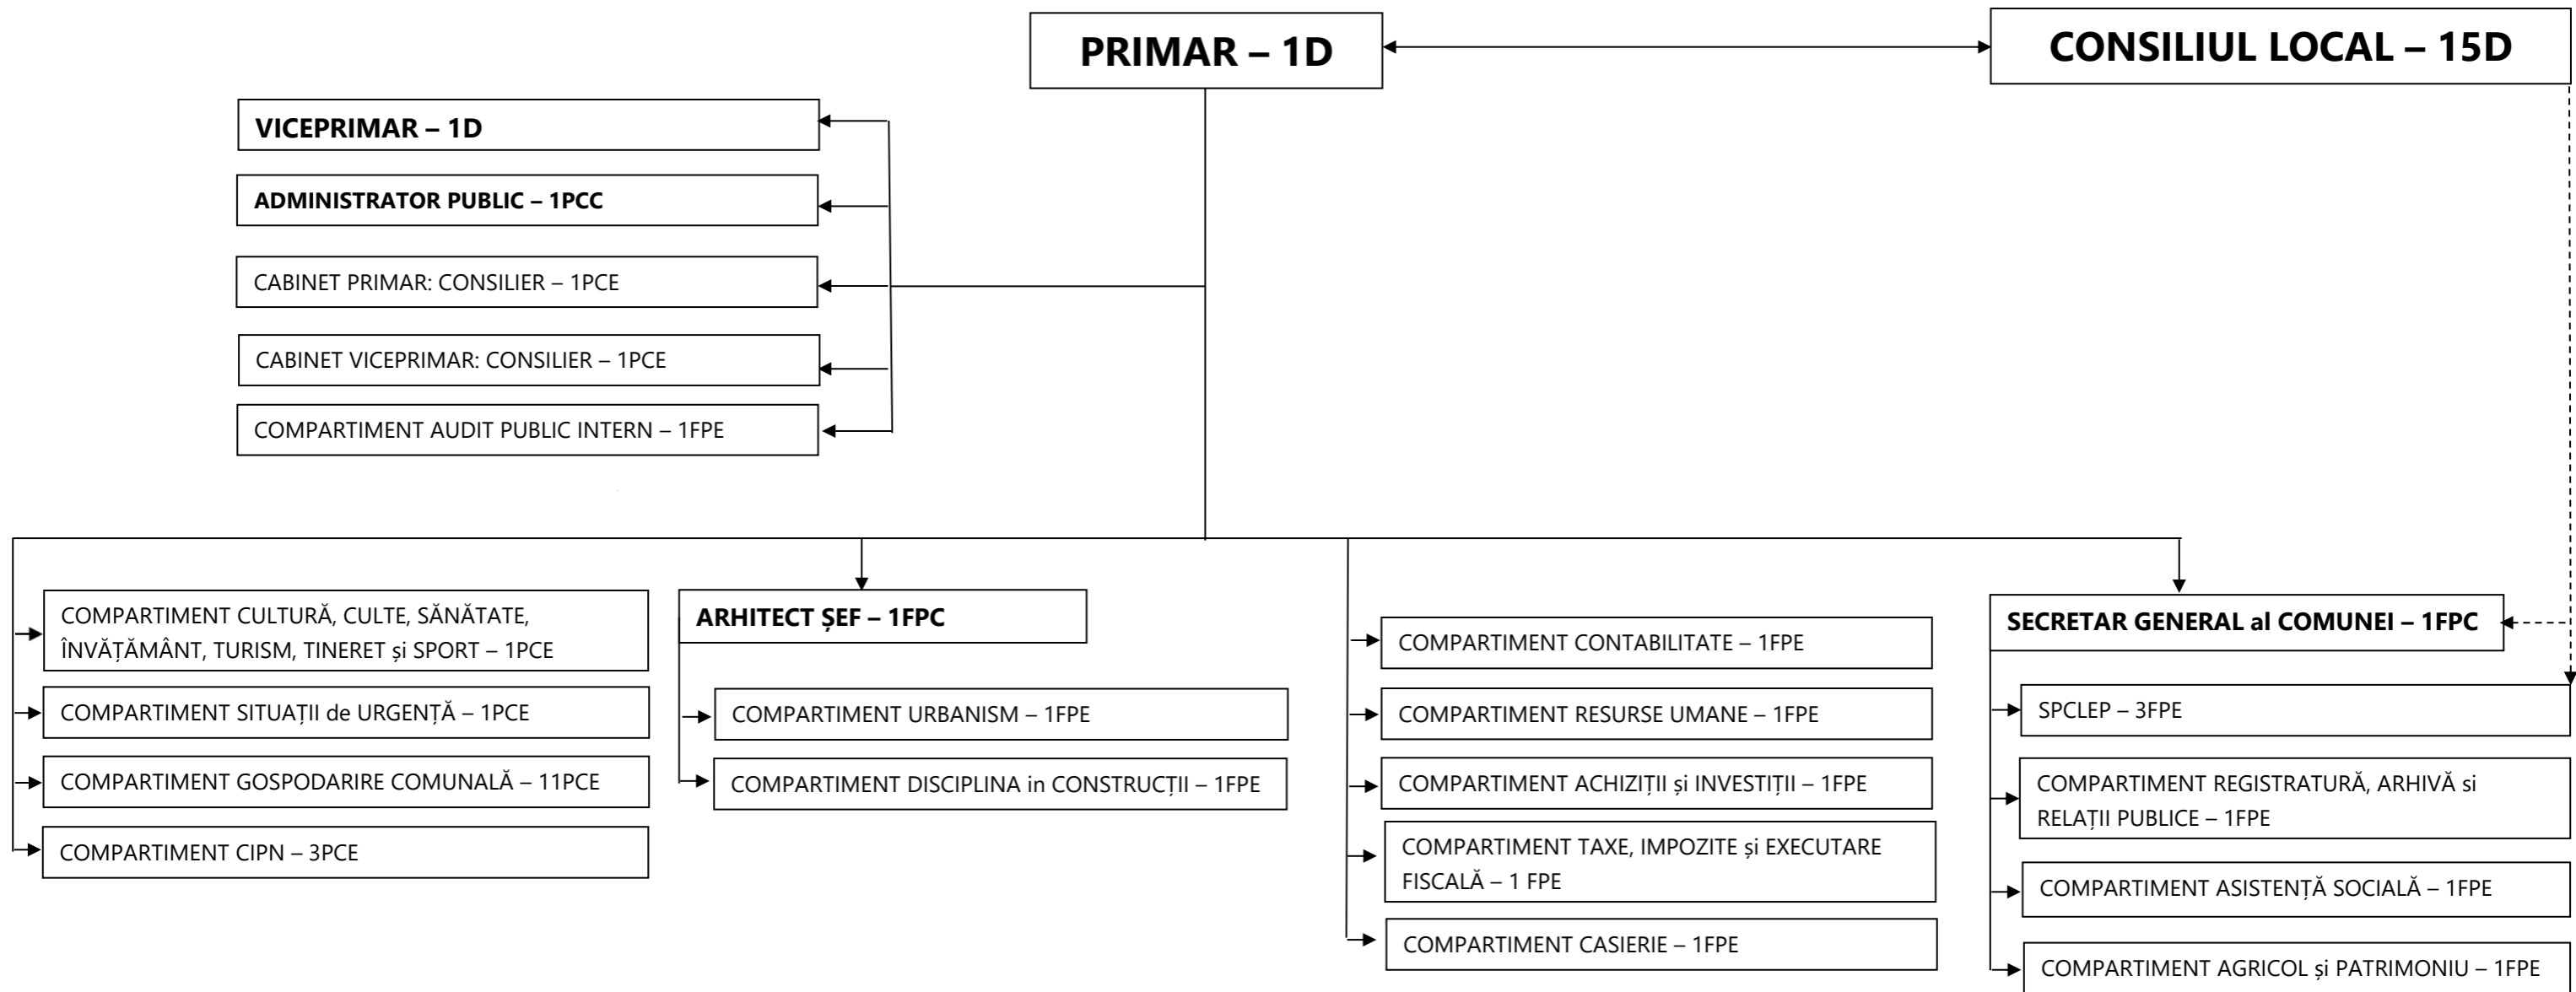 PRIMAR – 1D
CONSILIUL LOCAL – 15D
VICEPRIMAR – 1D
ADMINISTRATOR PUBLIC – 1PCC
CABINET PRIMAR: CONSILIER – 1PCE
CABINET VICEPRIMAR: CONSILIER – 1PCE
COMPARTIMENT AUDIT PUBLIC INTERN – 1FPE
COMPARTIMENT CULTURĂ, CULTE, SĂNĂTATE,
ÎNVĂȚĂMÂNT, TURISM, TINERET și SPORT – 1PCE
COMPARTIMENT SITUAȚII de URGENȚĂ – 1PCE
COMPARTIMENT GOSPODARIRE COMUNALĂ – 11PCE
COMPARTIMENT CIPN – 3PCE
ARHITECT ȘEF – 1FPC
COMPARTIMENT URBANISM – 1FPE
COMPARTIMENT DISCIPLINA in CONSTRUCȚII – 1FPE
COMPARTIMENT CONTABILITATE – 1FPE
COMPARTIMENT RESURSE UMANE – 1FPE
COMPARTIMENT ACHIZIȚII și INVESTIȚII – 1FPE
COMPARTIMENT TAXE, IMPOZITE și EXECUTARE
FISCALĂ – 1 FPE
COMPARTIMENT CASIERIE – 1FPE
SECRETAR GENERAL al COMUNEI – 1FPC
SPCLEP – 3FPE
COMPARTIMENT REGISTRATURĂ, ARHIVĂ si
RELAȚII PUBLICE – 1FPE
COMPARTIMENT ASISTENȚĂ SOCIALĂ – 1FPE
COMPARTIMENT AGRICOL și PATRIMONIU – 1FPE